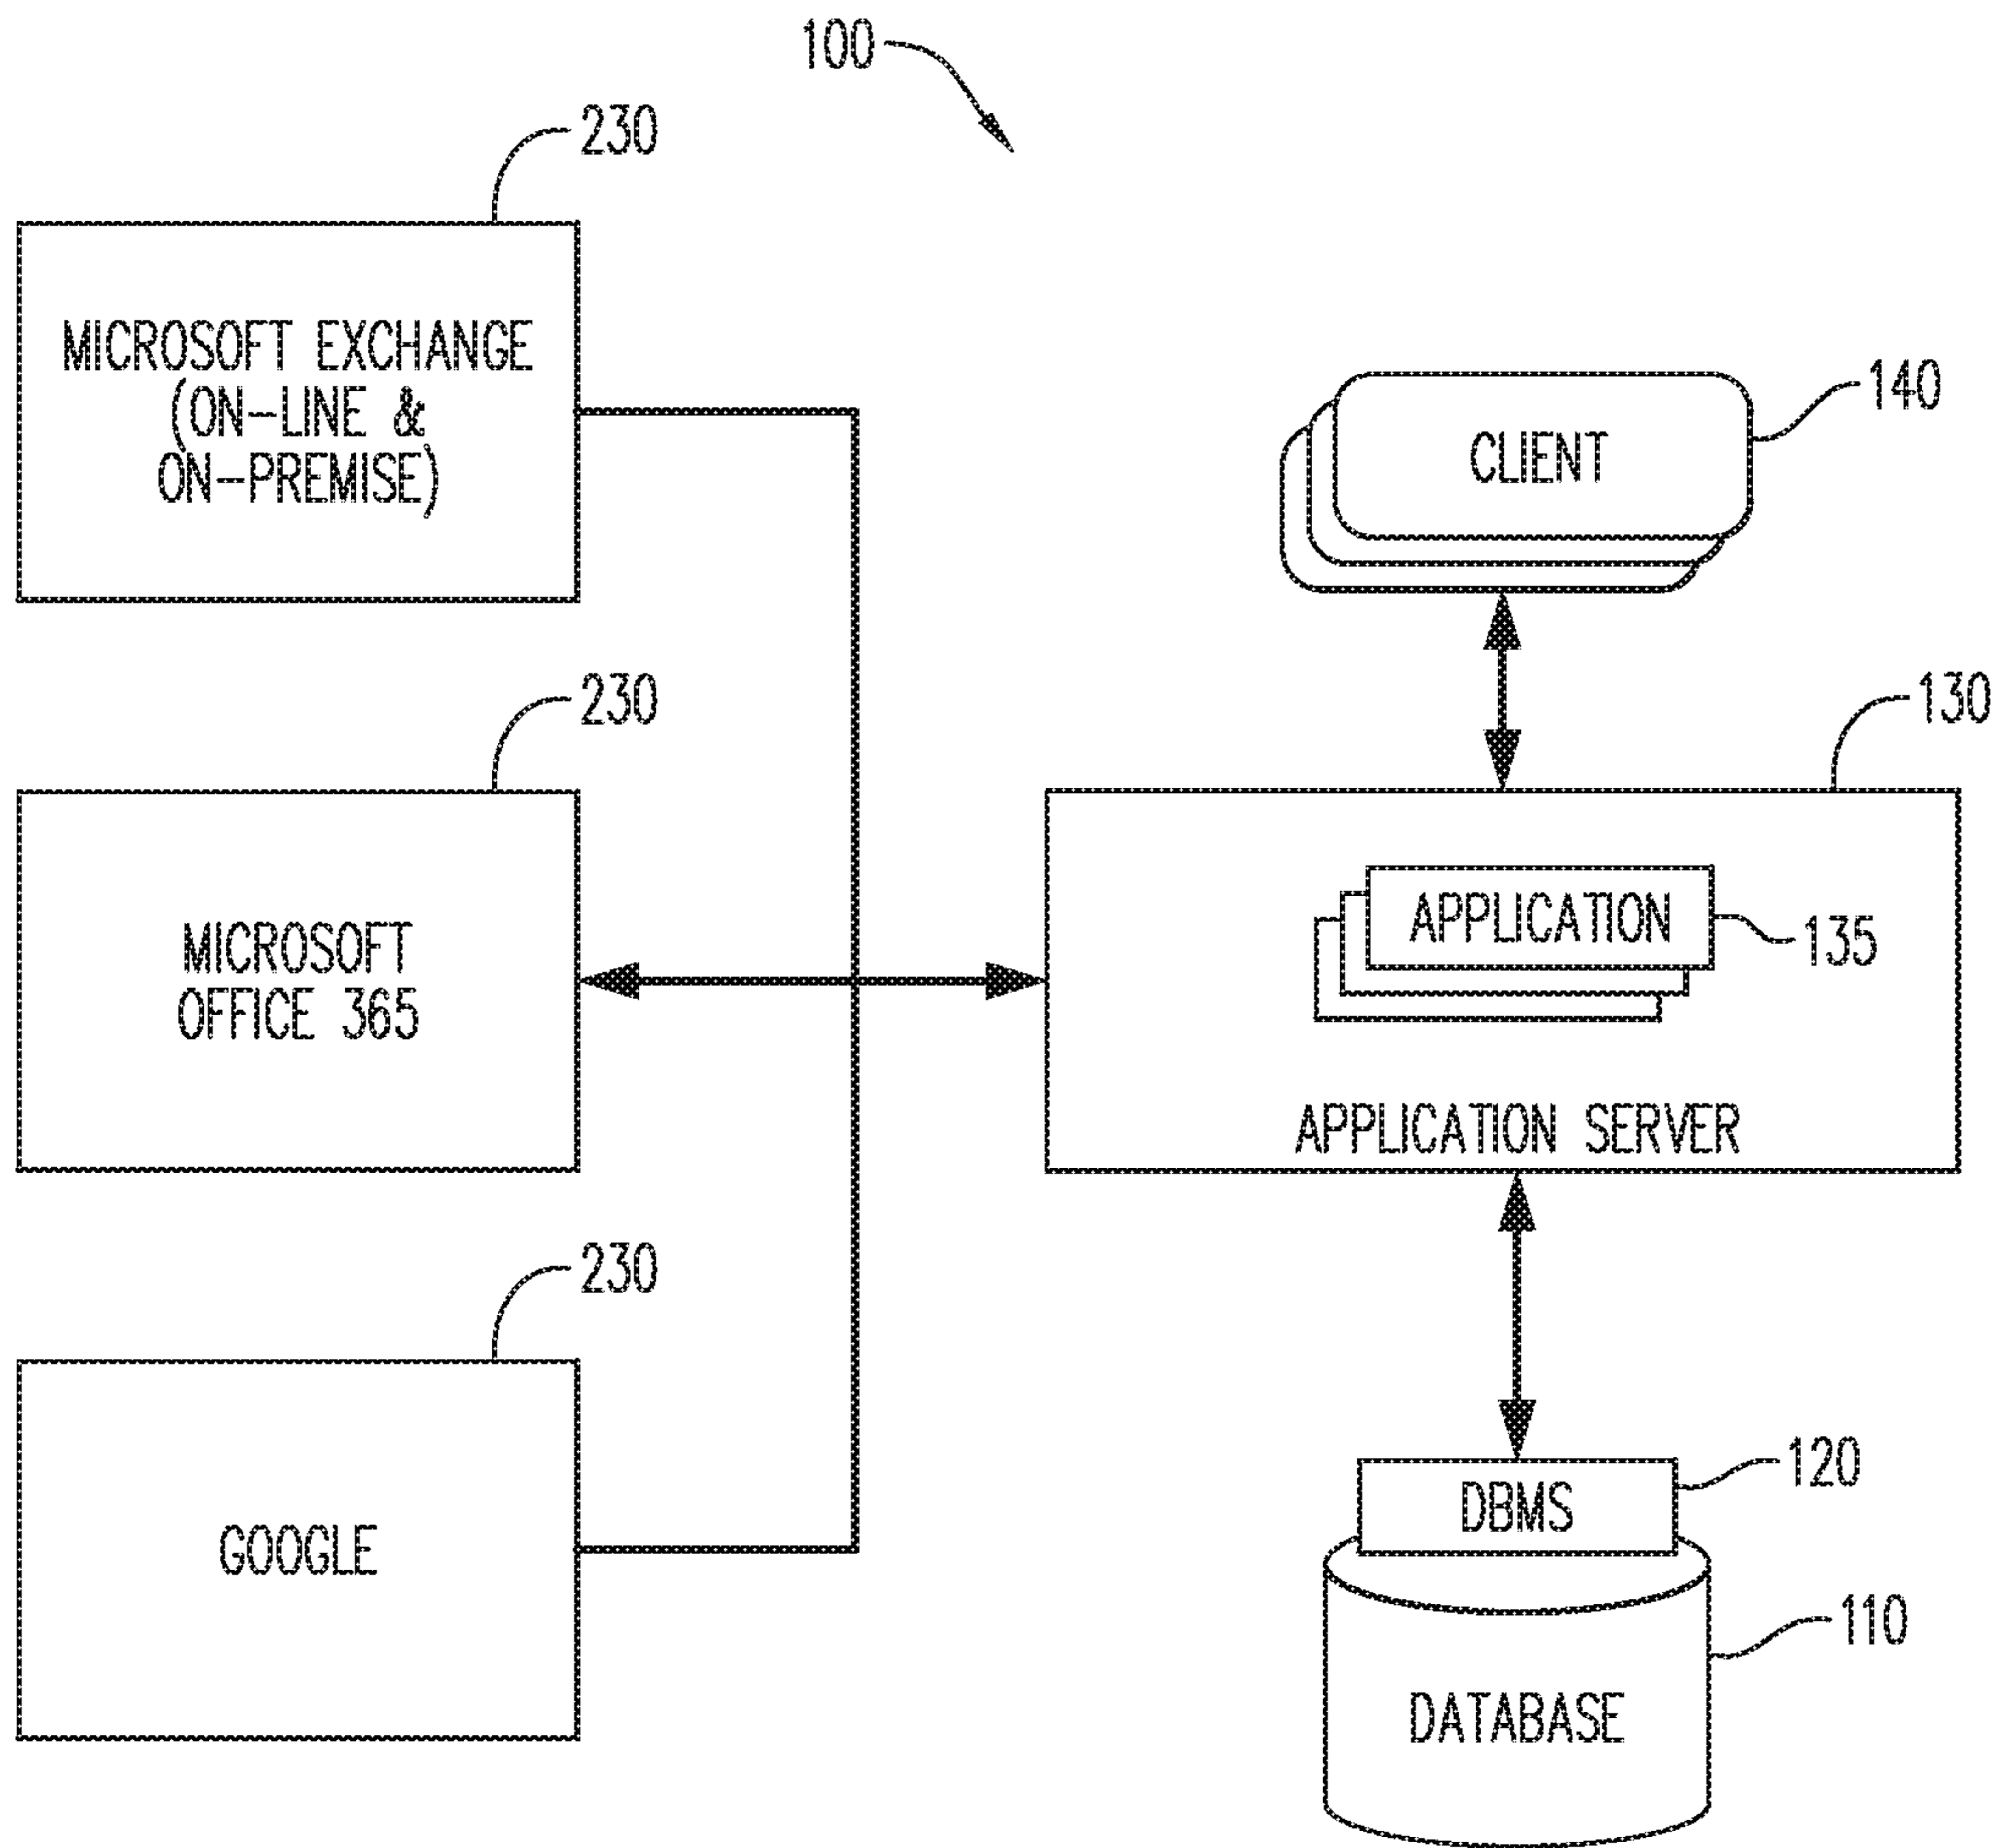 100
230
MICROSOFT EXCHANGE
(ON-LINE &
ON-PREMISE)
140
CLIENT
230
130
MICROSOFT
OFFICE 365
APPLICATION
135
APPLICATION SERVER
230
GOOGLE
120
DBMS
110
DATABASE